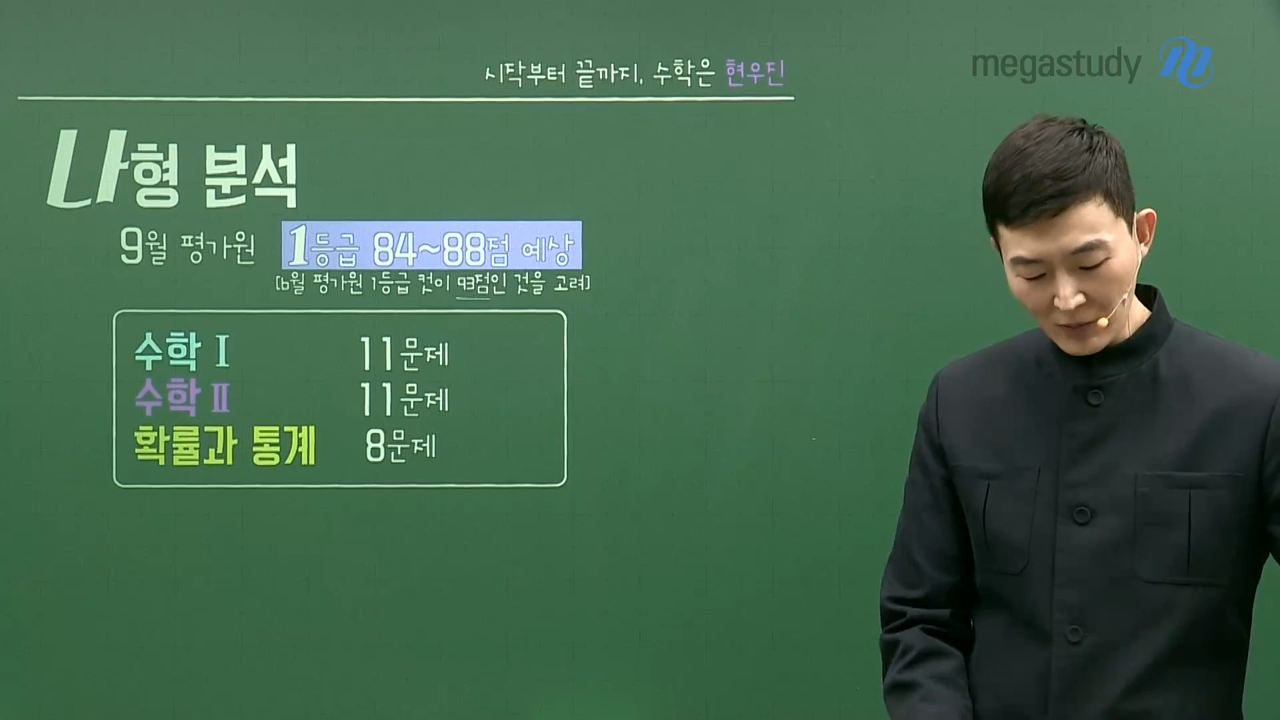 시작부터 끝까지, 수학은 현우진
megastudy
나형 분석
9월 평가원 1등급 84~88점 예상
[6월 평가원 1등급 컷이 93점인 것을 고려]
수학 I 11문제
수학 II 11문제
확률과 통계 8문제